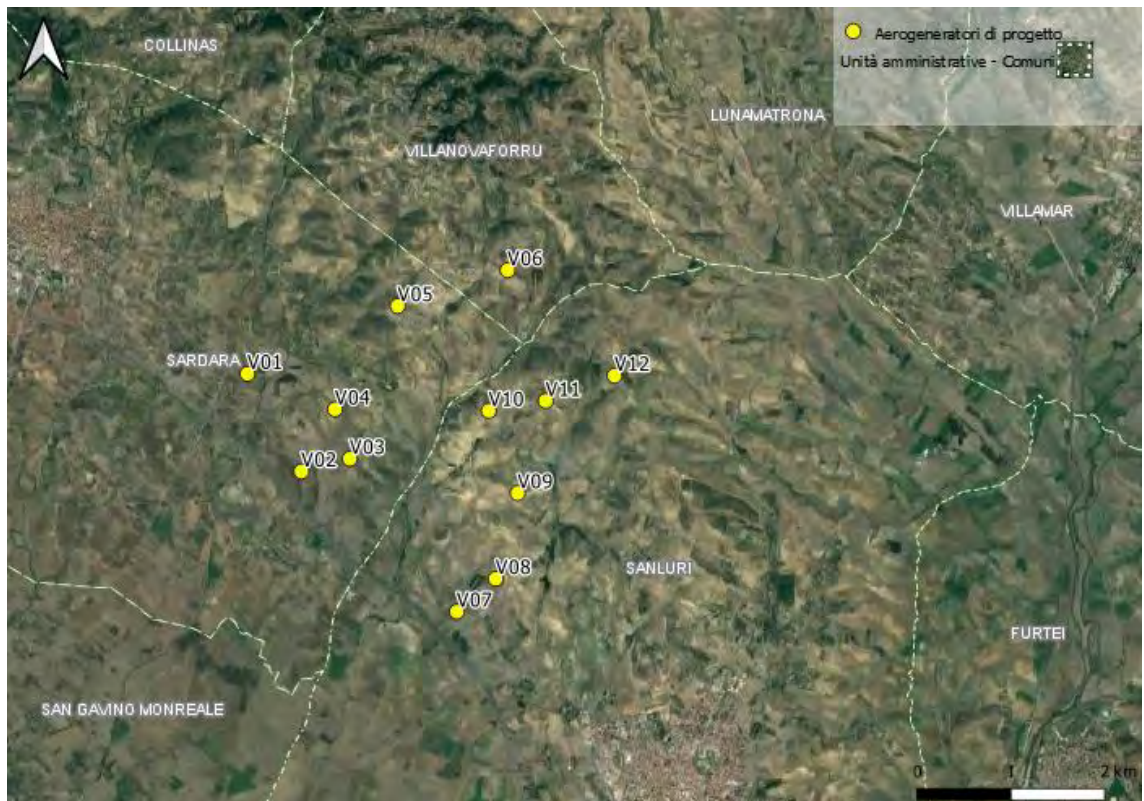 COLLINAS
Aerogeneratori di progetto
Unità amministrative - Comuni
LUNAMATRONA
VILLANOVAFORRU
VILLAMAR
V06
V05
SARDARA
V01
V12
V11
V04
V10
V03
V02
V09
SANLURI
V08
V07
FURTEI
SAN GAVINO MONREALE
0 1 2 km